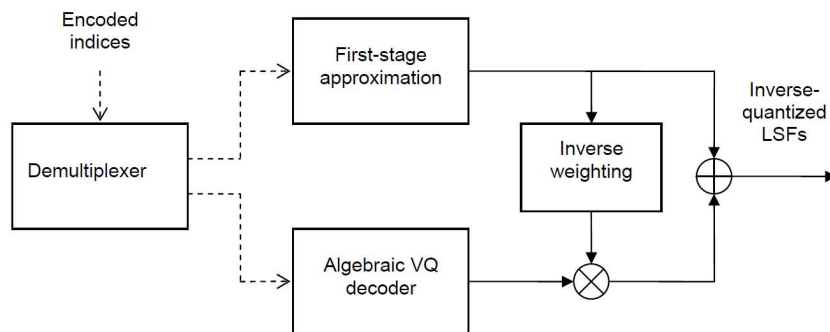 Encoded
indices
First-stage
approximation
Inverse-
quantized
LSFs
Demultiplexer
Inverse
weighting
Algebraic VQ
decoder